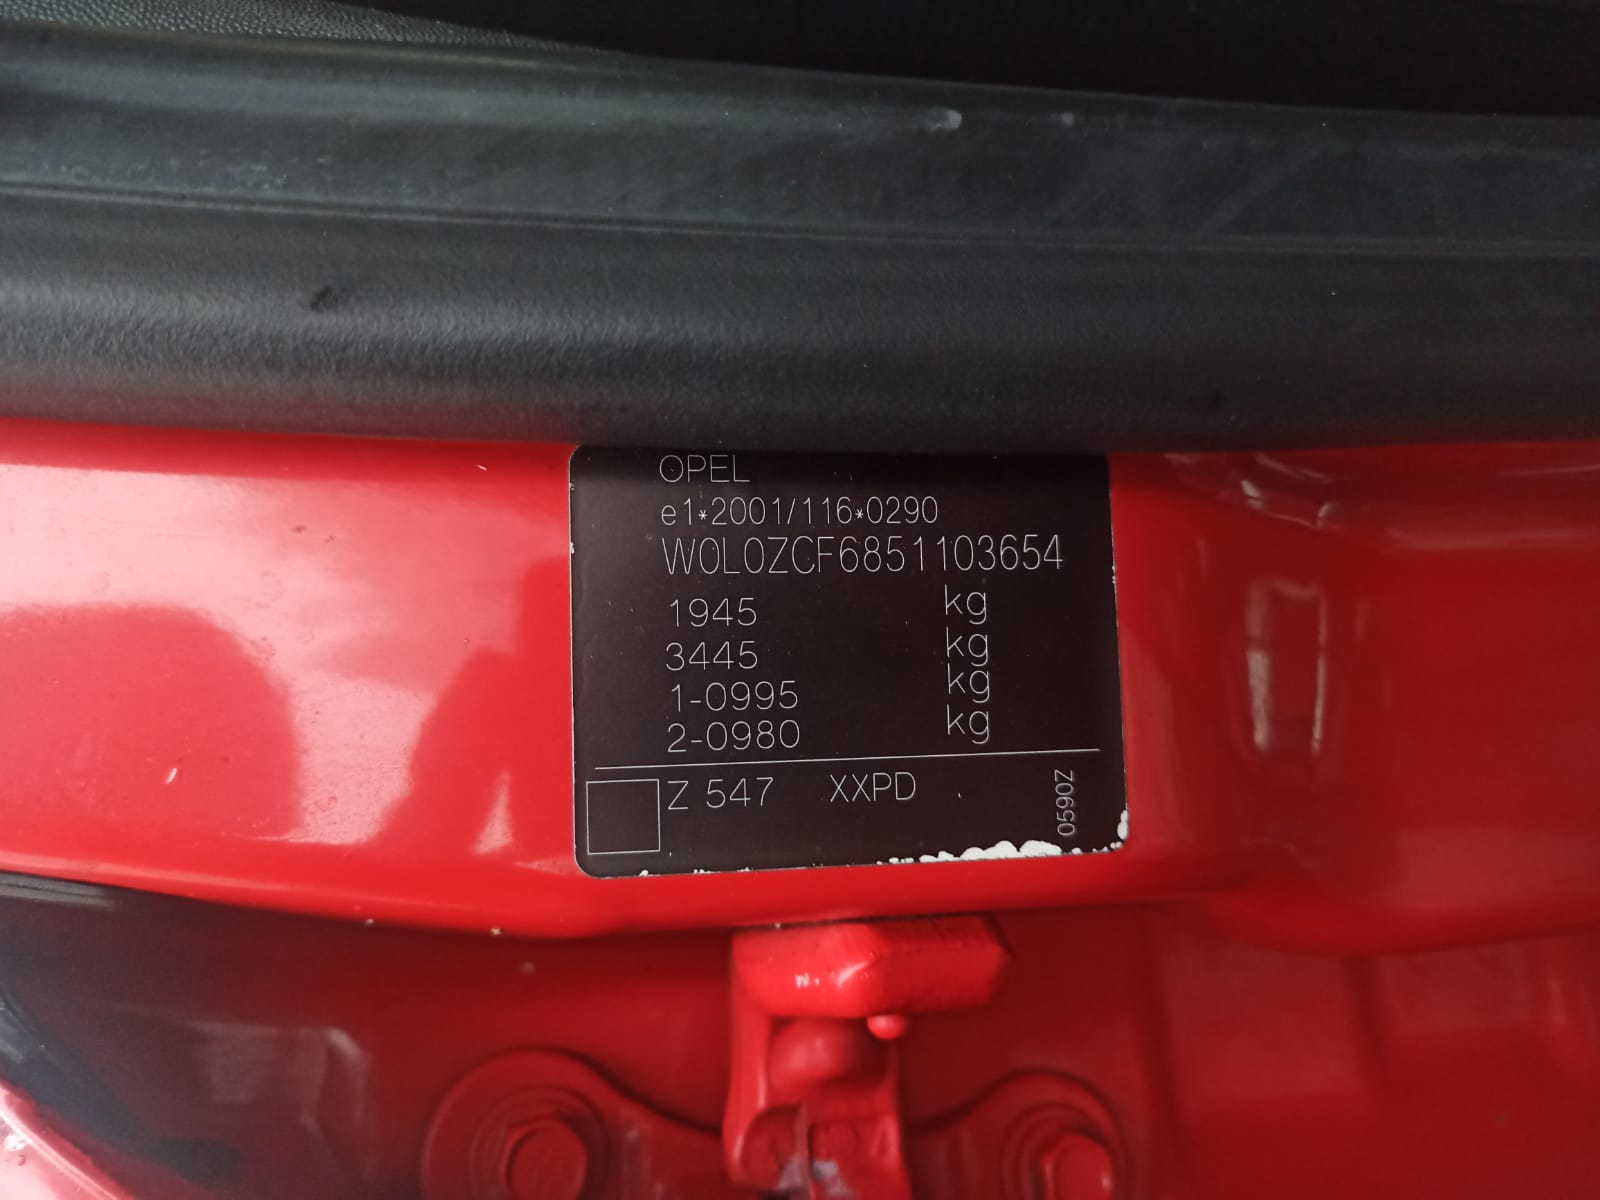 OPEL
e1*2001/116*0290
W0L0ZCF6851103654
1945 kg
3445 kg
1-0995 kg
2-0980 kg
Z 547 XXPD
0590Z